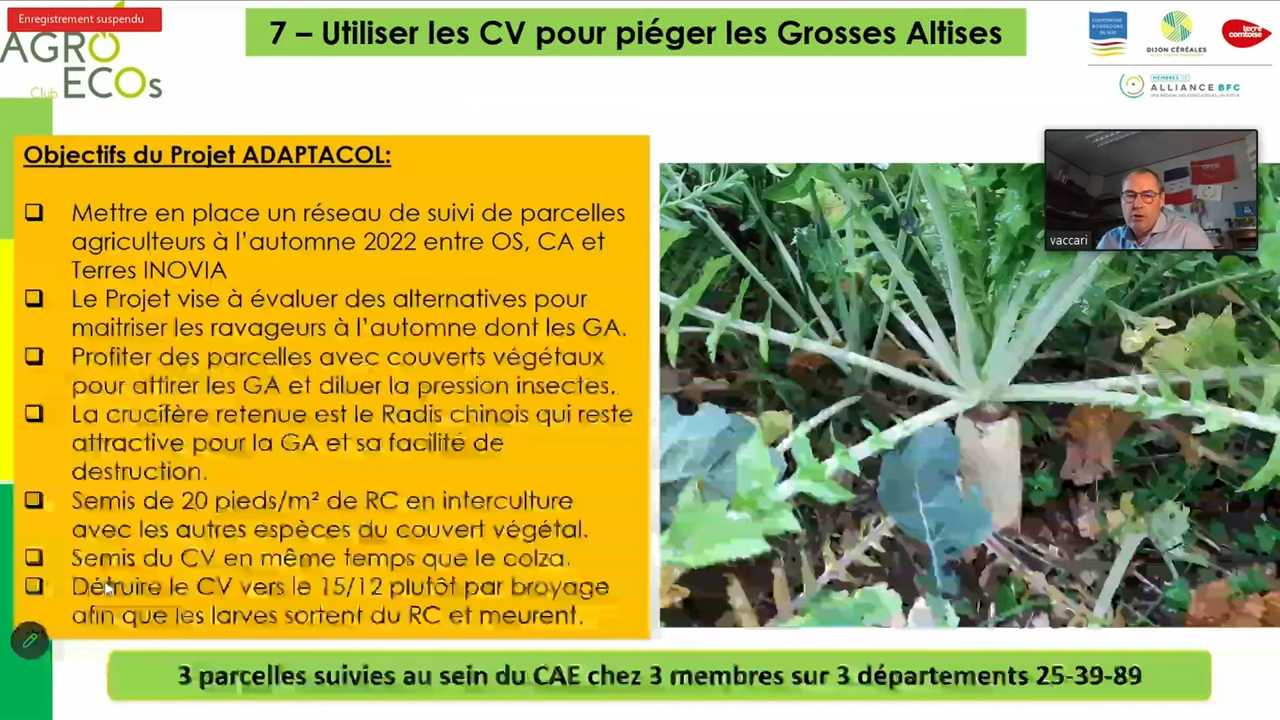 Enregistrement suspendu
AGRO
Club ECOs
7 – Utiliser les CV pour piéger les Grosses Altises
DIJON CÉRÉALES
terre comtoise
MEMBRES DE
ALLIANCE BFC
Objectifs du Projet ADAPTACOL:
❑ Mettre en place un réseau de suivi de parcelles
agriculteurs à l'automne 2022 entre OS, CA et
Terres INOVIA
❑ Le Projet vise à évaluer des alternatives pour
maitriser les ravageurs à l'automne dont les GA.
❑ Profiter des parcelles avec couverts végétaux
pour attirer les GA et diluer la pression insectes.
❑ La crucifère retenue est le Radis chinois qui reste
attractive pour la GA et sa facilité de
destruction.
❑ Semis de 20 pieds/m² de RC en interculture
avec les autres espèces du couvert végétal.
❑ Semis du CV en même temps que le colza.
❑ Détruire le CV vers le 15/12 plutôt par broyage
afin que les larves sortent du RC et meurent.
vaccari
3 parcelles suivies au sein du CAE chez 3 membres sur 3 départements 25-39-89